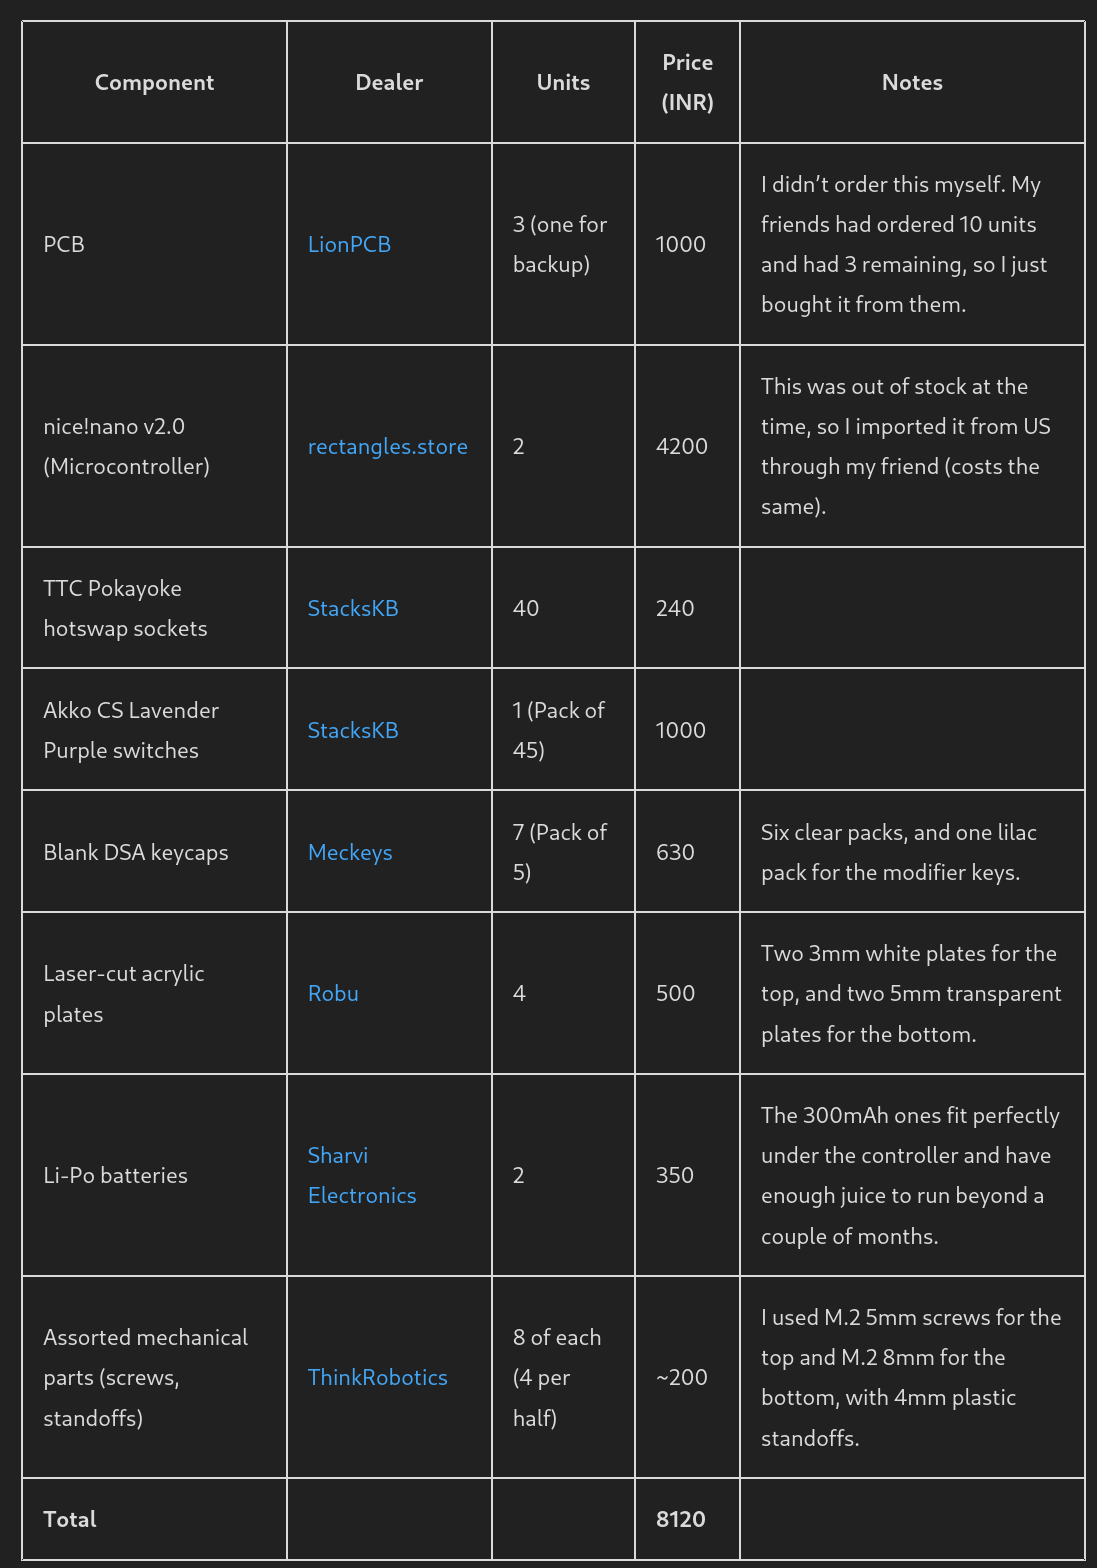 Component
Dealer
Units
Price
(INR)
Notes
PCB
LionPCB
3 (one for
backup)
1000
I didn’t order this myself. My
friends had ordered 10 units
and had 3 remaining, so I just
bought it from them.
nice!nano v2.0
(Microcontroller)
rectangles.store
2
4200
This was out of stock at the
time, so I imported it from US
through my friend (costs the
same).
TTC Pokayoke
hotswap sockets
StacksKB
40
240
Akko CS Lavender
Purple switches
StacksKB
1 (Pack of
45)
1000
Blank DSA keycaps
Meckeys
7 (Pack of
5)
630
Six clear packs, and one lilac
pack for the modifier keys.
Laser-cut acrylic
plates
Robu
4
500
Two 3mm white plates for the
top, and two 5mm transparent
plates for the bottom.
Li-Po batteries
Sharvi
Electronics
2
350
The 300mAh ones fit perfectly
under the controller and have
enough juice to run beyond a
couple of months.
Assorted mechanical
parts (screws,
standoffs)
ThinkRobotics
8 of each
(4 per
half)
~200
I used M.2 5mm screws for the
top and M.2 8mm for the
bottom, with 4mm plastic
standoffs.
Total
8120